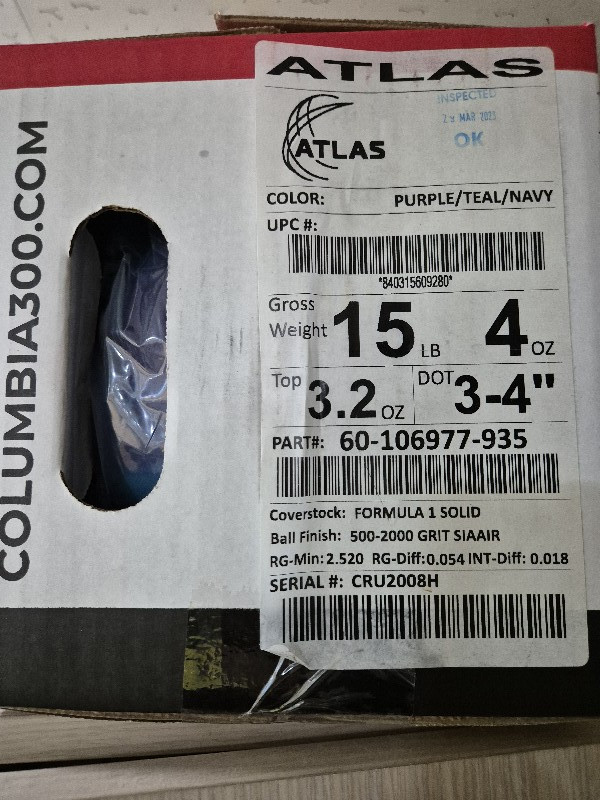 COLUMBIA300.COM
ATLAS
INSPECTED
MAR 2023
OK
ATLAS
COLOR: PURPLE/TEAL/NAVY
UPC #:
*840315609280*
Gross Weight 15 LB 4 OZ
Top 3.2 OZ DOT 3-4"
PART#: 60-106977-935
Coverstock: FORMULA 1 SOLID
Ball Finish: 500-2000 GRIT SIAAIR
RG-Min: 2.520 RG-Diff: 0.054 INT-Diff: 0.018
SERIAL #: CRU2008H